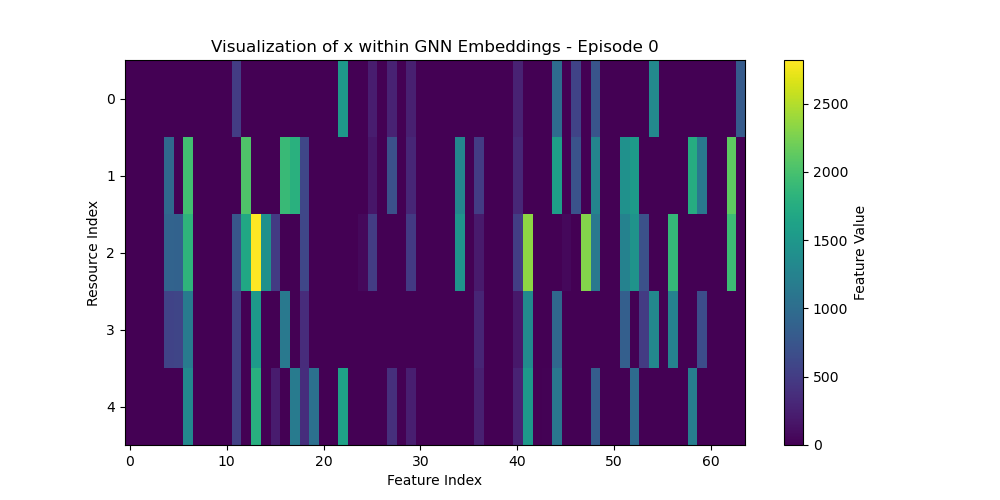 Visualization of x within GNN Embeddings - Episode 0
Resource Index
0
1
2
3
4
0 10 20 30 40 50 60
Feature Index
2500
2000
1500
1000
500
0
Feature Value